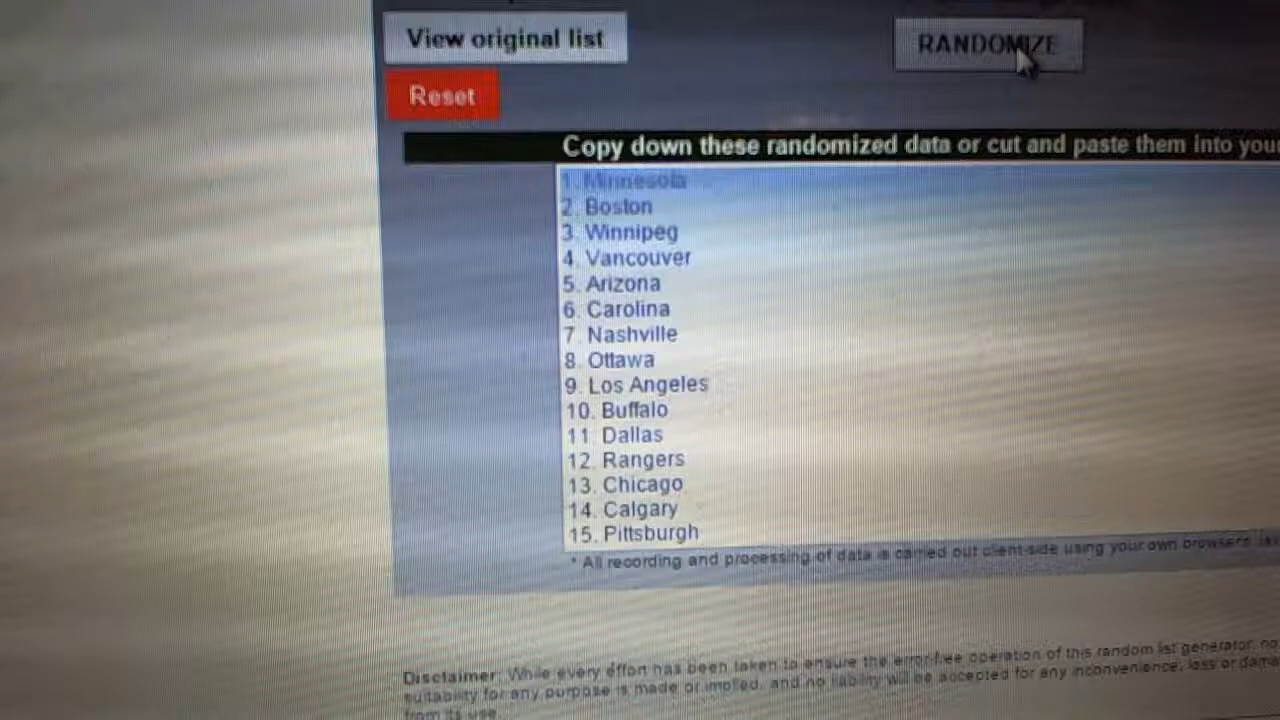 View original list
RANDOMIZE
Reset
Copy down these randomized data or cut and paste them into your
1. Minnesota
2. Boston
3. Winnipeg
4. Vancouver
5. Arizona
6. Carolina
7. Nashville
8. Ottawa
9. Los Angeles
10. Buffalo
11. Dallas
12. Rangers
13. Chicago
14. Calgary
15. Pittsburgh
* All recording and processing of data is carried out client-side using your own browsers
Disclaimer: While every effort has been taken to ensure the error-free operation of this random list generator, no
suitability for any purpose is made or implied, and no liability will be accepted for any inconvenience, loss or
from its use.